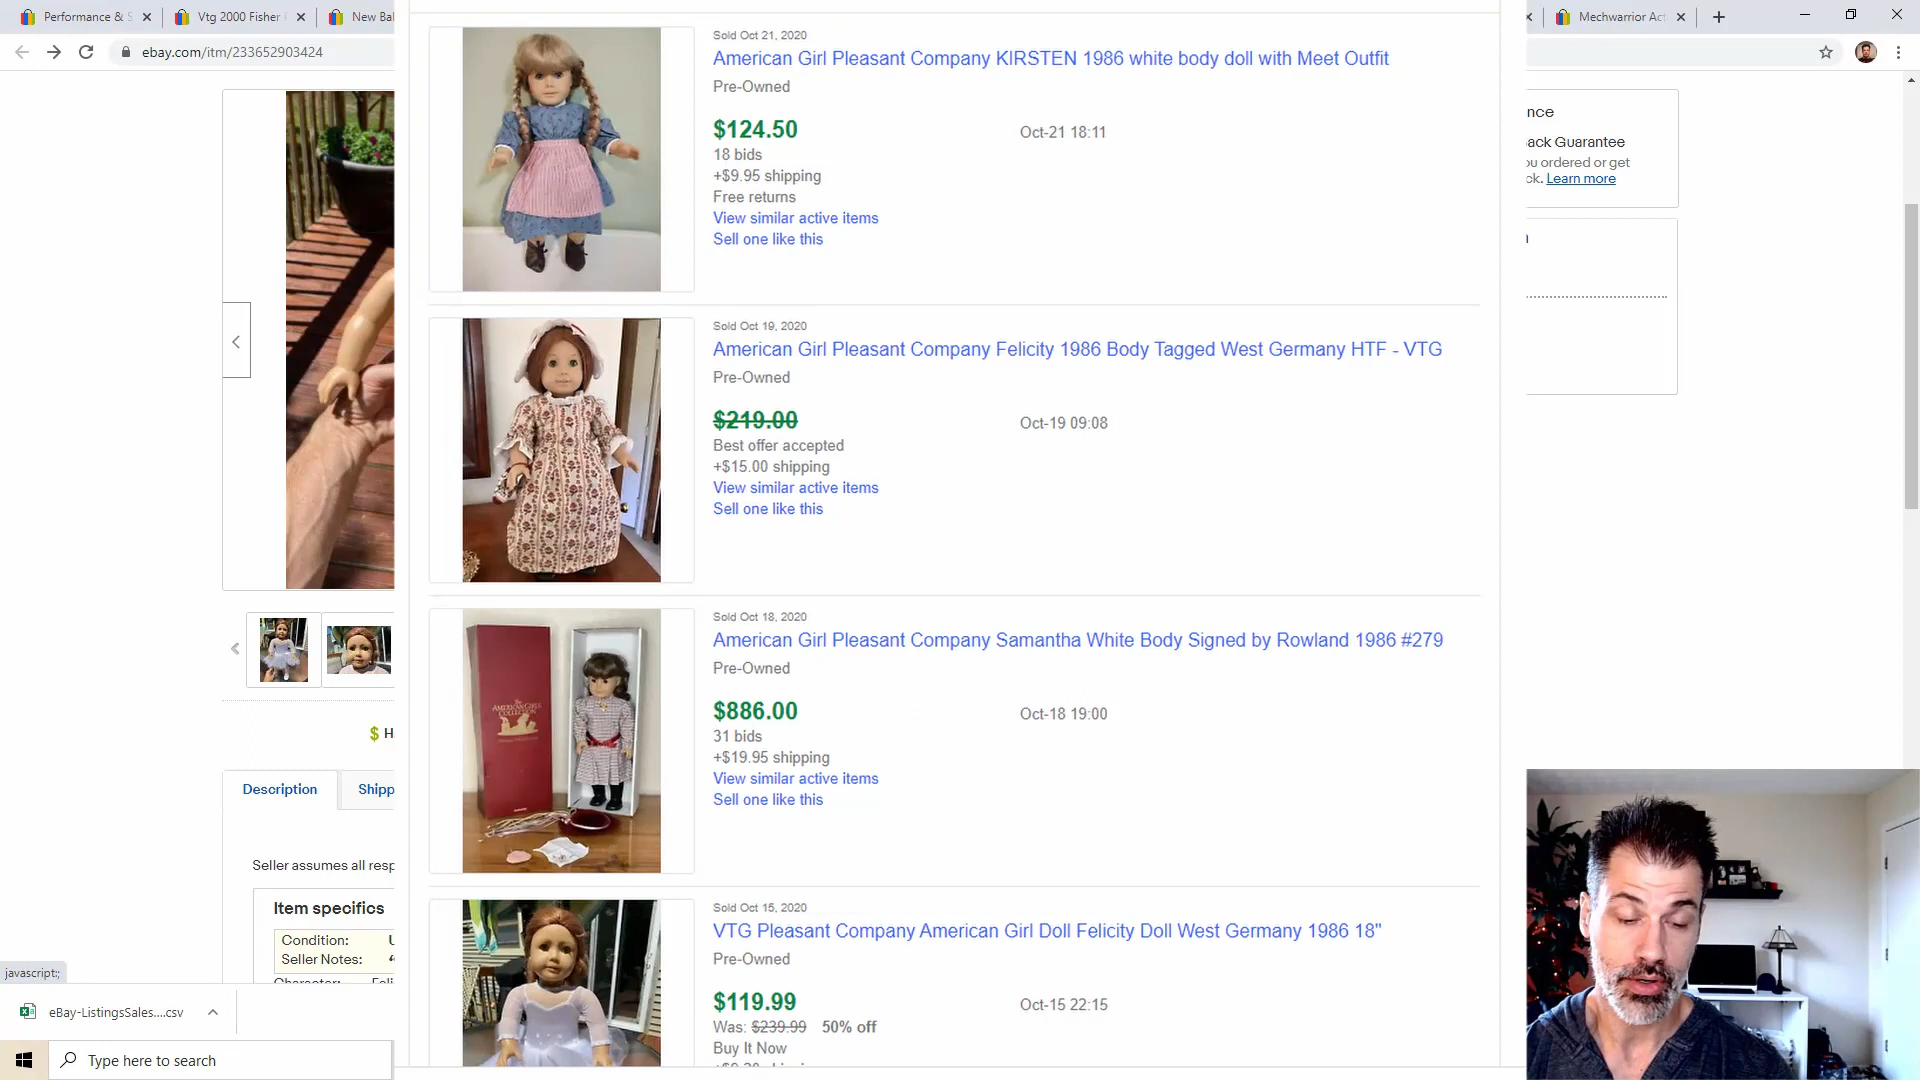 Performance & S
Vtg 2000 Fisher
New Bal
Mechwarrior Act
ebay.com/itm/233652903424
Sold Oct 21, 2020
American Girl Pleasant Company KIRSTEN 1986 white body doll with Meet Outfit
Pre-Owned
$124.50
Oct-21 18:11
18 bids
+$9.95 shipping
Free returns
View similar active items
Sell one like this
Sold Oct 19, 2020
American Girl Pleasant Company Felicity 1986 Body Tagged West Germany HTF - VTG
Pre-Owned
$219.00
Oct-19 09:08
Best offer accepted
+$15.00 shipping
View similar active items
Sell one like this
Sold Oct 18, 2020
American Girl Pleasant Company Samantha White Body Signed by Rowland 1986 #279
Pre-Owned
$886.00
Oct-18 19:00
31 bids
+$19.95 shipping
View similar active items
Sell one like this
Sold Oct 15, 2020
VTG Pleasant Company American Girl Doll Felicity Doll West Germany 1986 18"
Pre-Owned
$119.99
Oct-15 22:15
Was: $239.99 50% off
Buy It Now
nce
ack Guarantee
ou ordered or get
ck. Learn more
$ H
Description
Shipp
Seller assumes all resp
Item specifics
Condition: U
Seller Notes: “
Character: Feli
javascript:;
eBay-ListingsSales....csv
Type here to search